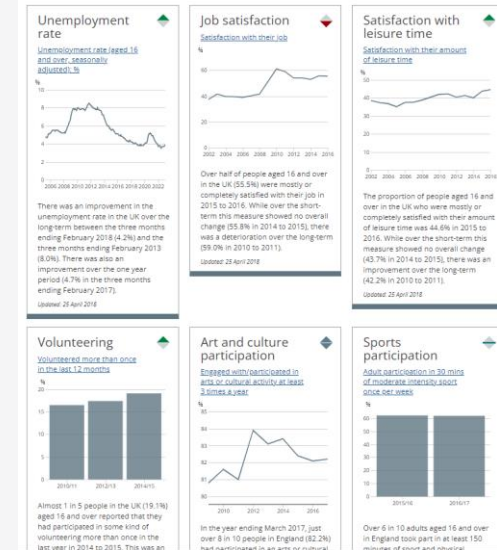 Unemployment
rate
Unemployment rate (aged 16
and over, seasonally
adjusted): %
%
10
8
6
4
2
2006 2008 2010 2012 2014 2016 2018 2020 2022
There was an improvement in the
unemployment rate in the UK over the
long-term between the three months
ending February 2018 (4.2%) and the
three months ending February 2013
(8.0%). There was also an
improvement over the one year
period (4.7% in the three months
ending February 2017).
Updated: 25 April 2018
Job satisfaction
Satisfaction with their job
%
60
40
20
0
2002 2004 2006 2008 2010 2012 2014 2016
Over half of people aged 16 and over
in the UK (55.5%) were mostly or
completely satisfied with their job in
2015 to 2016. While over the short-
term this measure showed no overall
change (55.8% in 2014 to 2015), there
was a deterioration over the long-term
(59.0% in 2010 to 2011).
Updated: 25 April 2018
Satisfaction with
leisure time
Satisfaction with their amount
of leisure time
%
50
40
30
20
10
2002 2004 2006 2008 2010 2012 2014 2016
The proportion of people aged 16 and
over in the UK who were mostly or
completely satisfied with their amount
of leisure time was 44.6% in 2015 to
2016. While over the short-term this
measure showed no overall change
(43.7% in 2014 to 2015), there was an
improvement over the long-term
(42.2% in 2010 to 2011).
Updated: 25 April 2018
Volunteering
Volunteered more than once
in the last 12 months
%
20
15
10
5
0
2010/11 2012/13 2014/15
Almost 1 in 5 people in the UK (19.1%)
aged 16 and over reported that they
had participated in some kind of
volunteering more than once in the
last year in 2014 to 2015. This was an
Art and culture
participation
Engaged with/participated in
arts or cultural activity at least
3 times a year
%
85
84
83
82
81
80
2010 2012 2014 2016
In the year ending March 2017, just
over 8 in 10 people in England (82.2%)
had participated in an arts or cultural
Sports
participation
Adult participation in 30 mins
of moderate intensity sport
once per week
%
60
50
40
30
20
10
0
2015/16 2016/17
Over 6 in 10 adults aged 16 and over
in England took part in at least 150
minutes of sport and physical